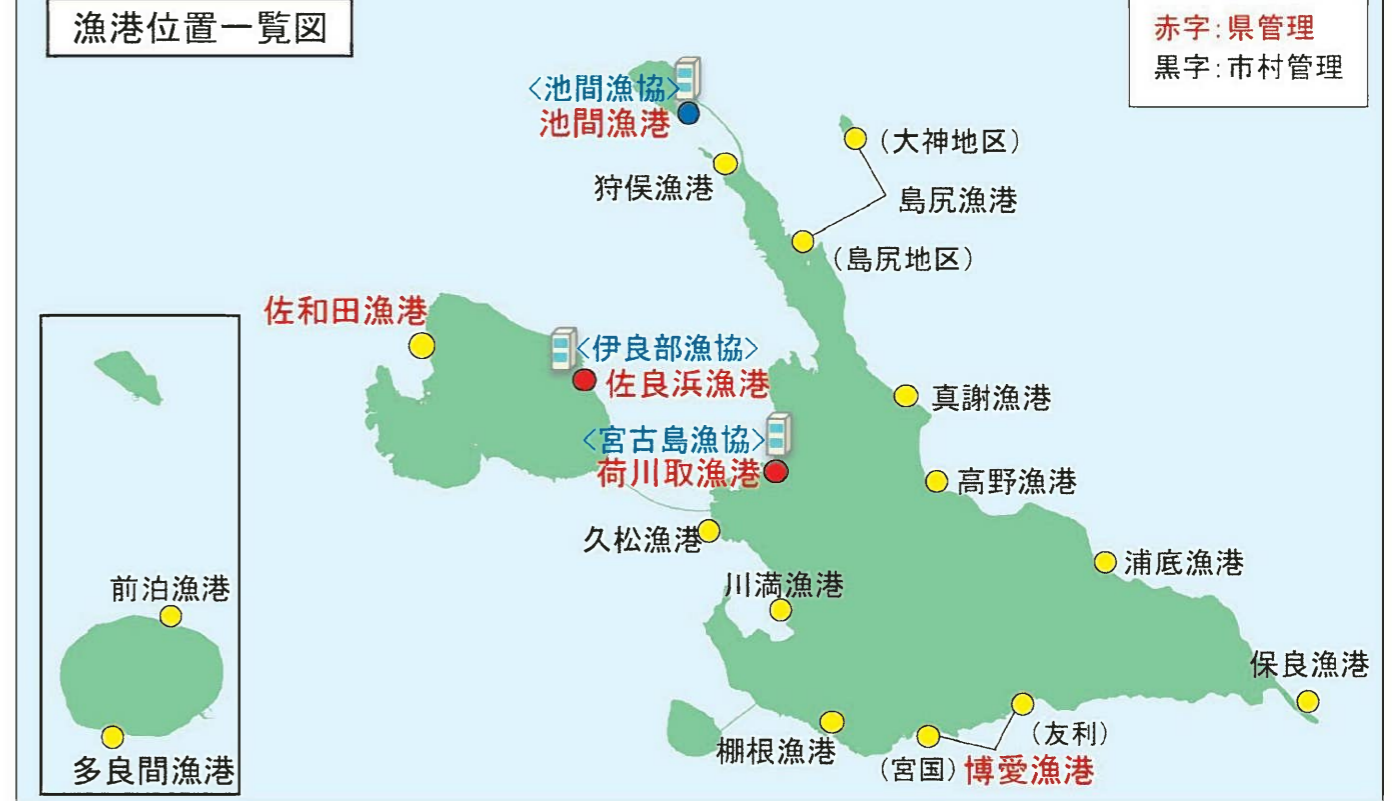 漁港位置一覧図
赤字:県管理
黒字:市村管理
〈池間漁協〉
池間漁港
(大神地区)
狩俣漁港
島尻漁港
(島尻地区)
佐和田漁港
〈伊良部漁協〉
佐良浜漁港
真謝漁港
〈宮古島漁協〉
荷川取漁港
高野漁港
久松漁港
浦底漁港
川満漁港
前泊漁港
保良漁港
(友利)
棚根漁港
(宮国)
博愛漁港
多良間漁港